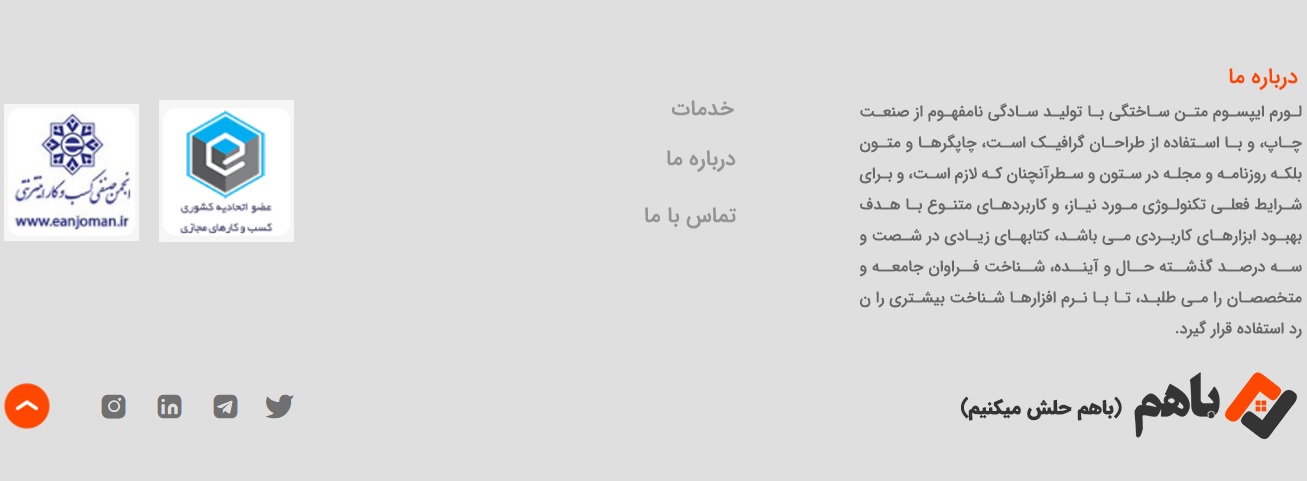 درباره ما
لورم ایپسوم متن ساختگی با تولید سادگی نامفهوم از صنعت
چاپ، و با استفاده از طراحان گرافیک است، چاپگرها و متون
بلکه روزنامه و مجله در ستون و سطرآنچنان که لازم است، و برای
شرایط فعلی تکنولوژی مورد نیاز، و کاربردهای متنوع با هدف
بهبود ابزارهای کاربردی می باشد، کتابهای زیادی در شصت و
سه درصد گذشته حال و آینده، شناخت فراوان جامعه و
متخصصان را می طلبد، تا با نرم افزارها شناخت بیشتری را ن
رد استفاده قرار گیرد.
باهم (باهم حلش میکنیم)
خدمات
درباره ما
تماس با ما
عضو اتحادیه کشوری
کسب و کارهای مجازی
انجمن صنفی کسب و کار اینترنتی
www.eanjoman.ir